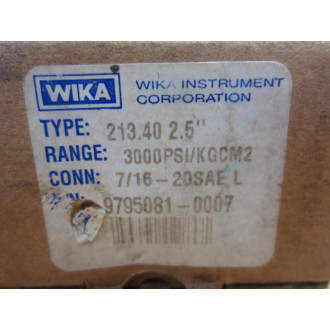 WIKA
WIKA INSTRUMENT
CORPORATION
TYPE: 213.40 2.5"
RANGE: 3000PSI/KGCM2
CONN: 7/16-20SAE L
9795081-0007